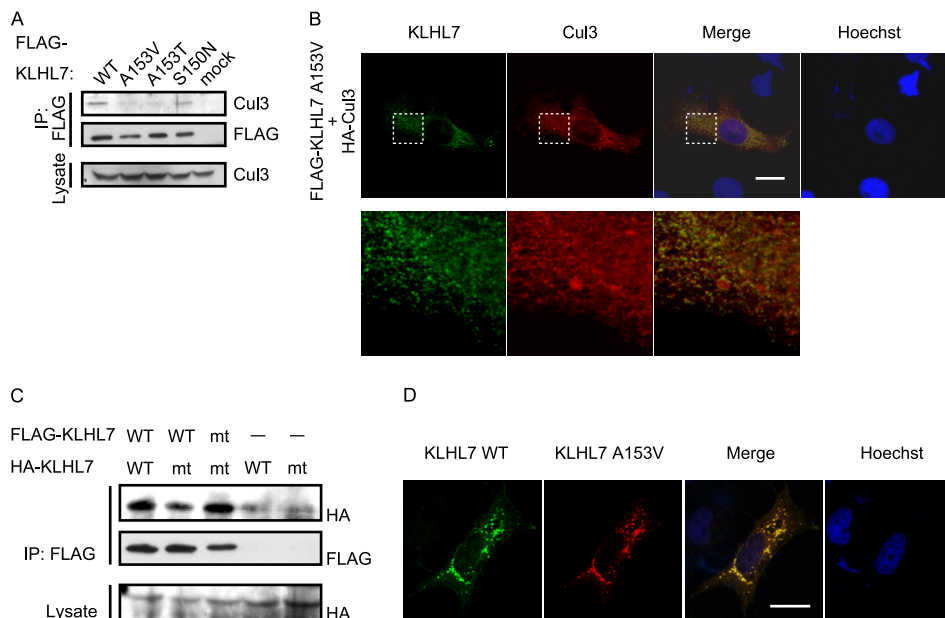 A
FLAG-
KLHL7:
WT
A153V
A153T
S150N
mock
IP:
FLAG
Cul3
FLAG
Lysate
Cul3
B
KLHL7
Cul3
Merge
Hoechst
FLAG-KLHL7 A153V
+
HA-Cul3
C
FLAG-KLHL7 WT WT mt — —
HA-KLHL7 WT mt mt WT mt
HA
IP: FLAG
FLAG
Lysate
HA
D
KLHL7 WT
KLHL7 A153V
Merge
Hoechst